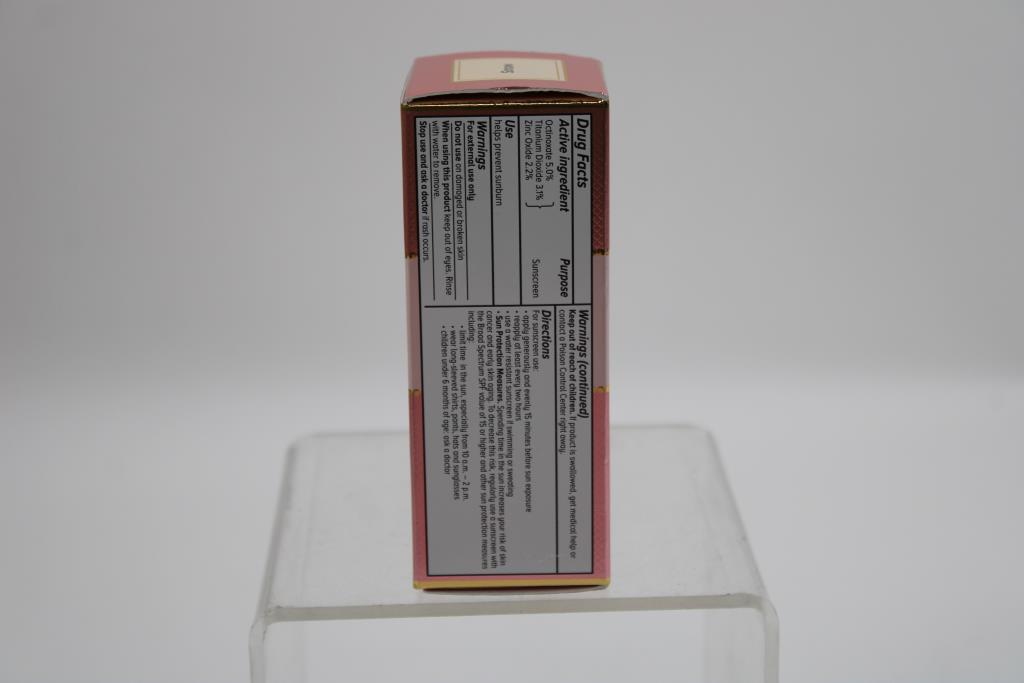 Drug Facts
Active ingredient Purpose
Octinoxate 5.0%
Titanium Dioxide 3.1% Sunscreen
Zinc Oxide 2.2%
Use
helps prevent sunburn
Warnings
For external use only
Do not use on damaged or broken skin
When using this product keep out of eyes. Rinse
with water to remove.
Stop use and ask a doctor if rash occurs.
Warnings (continued)
Keep out of reach of children. If product is swallowed, get medical help or
contact a Poison Control Center right away.
Directions
For sunscreen use:
• apply generously and evenly 15 minutes before sun exposure
• reapply at least every two hours
• use a water resistant sunscreen if swimming or sweating
• Sun Protection Measures. Spending time in the sun increases your risk of skin
cancer and early skin aging. To decrease this risk, regularly use a sunscreen with
the Broad Spectrum SPF value of 15 or higher and other sun protection measures
including:
• limit time in the sun, especially from 10 a.m. – 2 p.m.
• wear long-sleeved shirts, pants, hats and sunglasses
• children under 6 months of age: ask a doctor